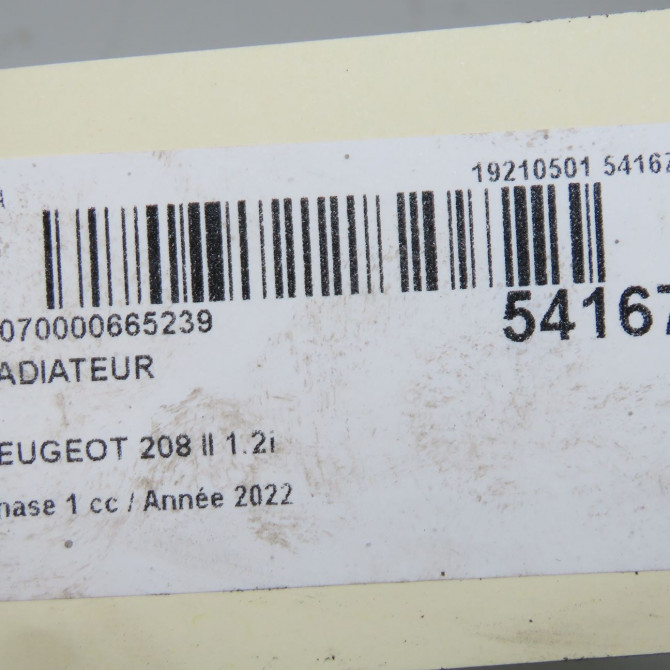 19210501 54167
070000665239
54167
ADIATEUR
EUGEOT 208 II 1.2i
hase 1 cc / Année 2022